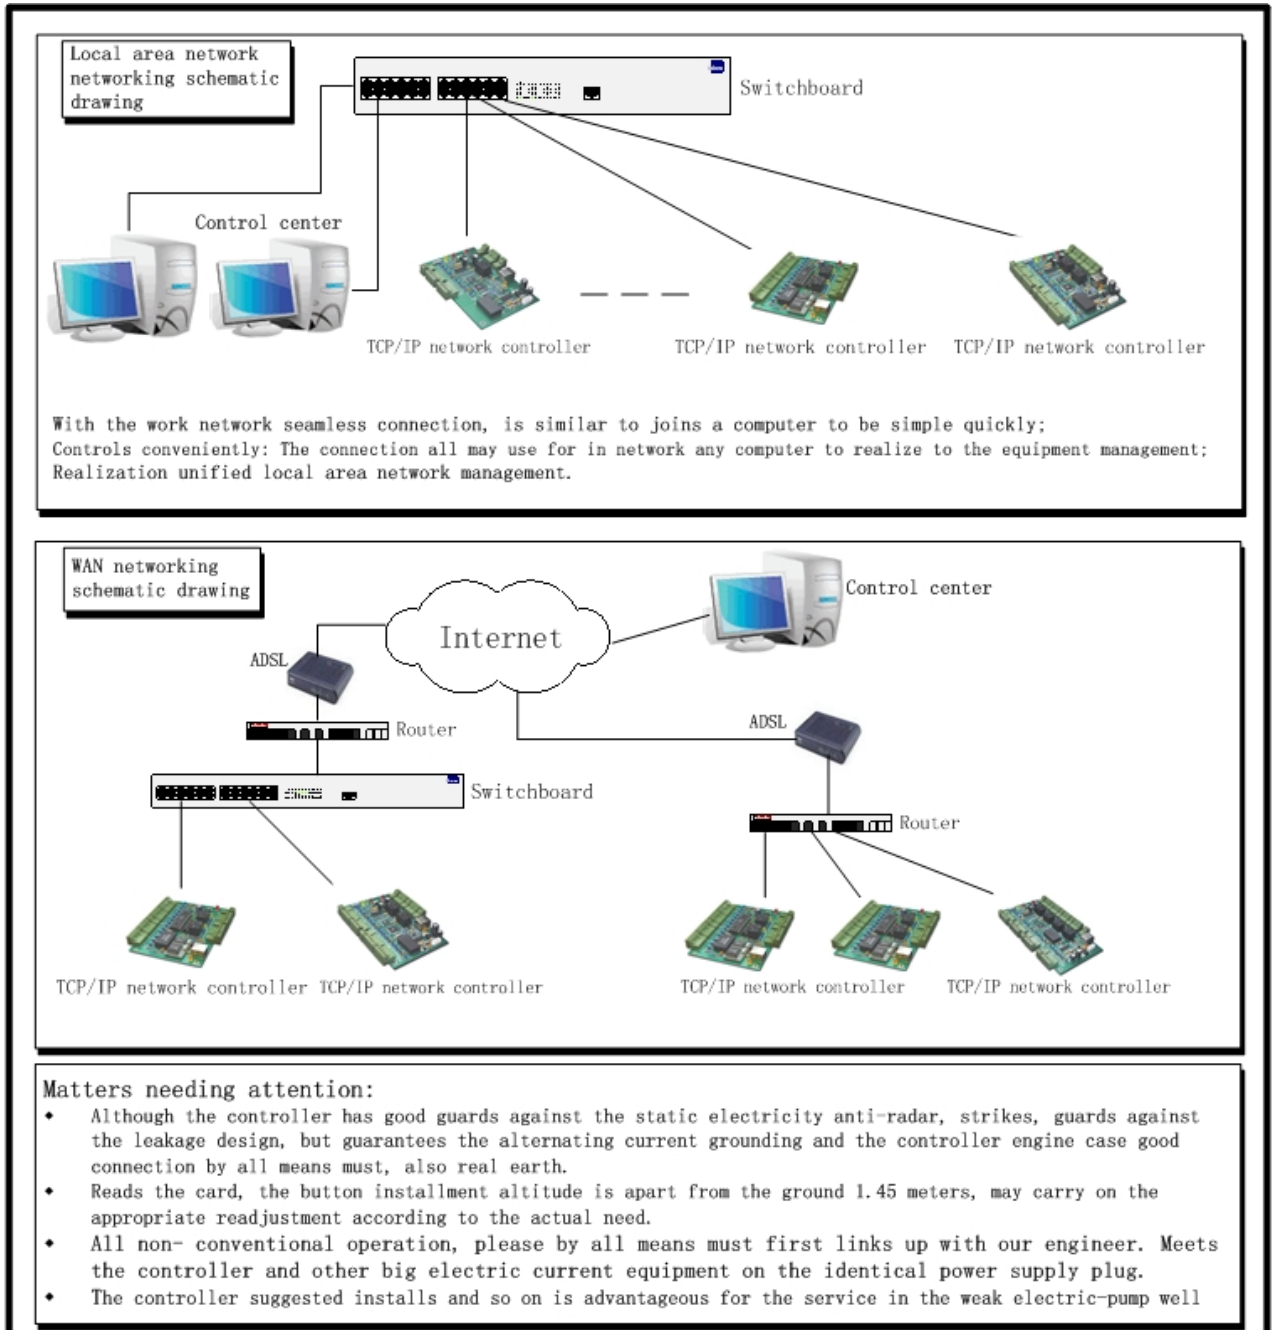 Local area network
networking schematic
drawing
Switchboard
Control center
TCP/IP network controller
TCP/IP network controller
TCP/IP network controller
With the work network seamless connection, is similar to joins a computer to be simple quickly;
Controls conveniently: The connection all may use for in network any computer to realize to the equipment management;
Realization unified local area network management.
WAN networking
schematic drawing
Control center
Internet
ADSL
Router
ADSL
Switchboard
Router
TCP/IP network controller
TCP/IP network controller
TCP/IP network controller
TCP/IP network controller
Matters needing attention:
◆ Although the controller has good guards against the static electricity anti-radar, strikes, guards against
the leakage design, but guarantees the alternating current grounding and the controller engine case good
connection by all means must, also real earth.
◆ Reads the card, the button installment altitude is apart from the ground 1.45 meters, may carry on the
appropriate readjustment according to the actual need.
◆ All non- conventional operation, please by all means must first links up with our engineer. Meets
the controller and other big electric current equipment on the identical power supply plug.
◆ The controller suggested installs and so on is advantageous for the service in the weak electric-pump well